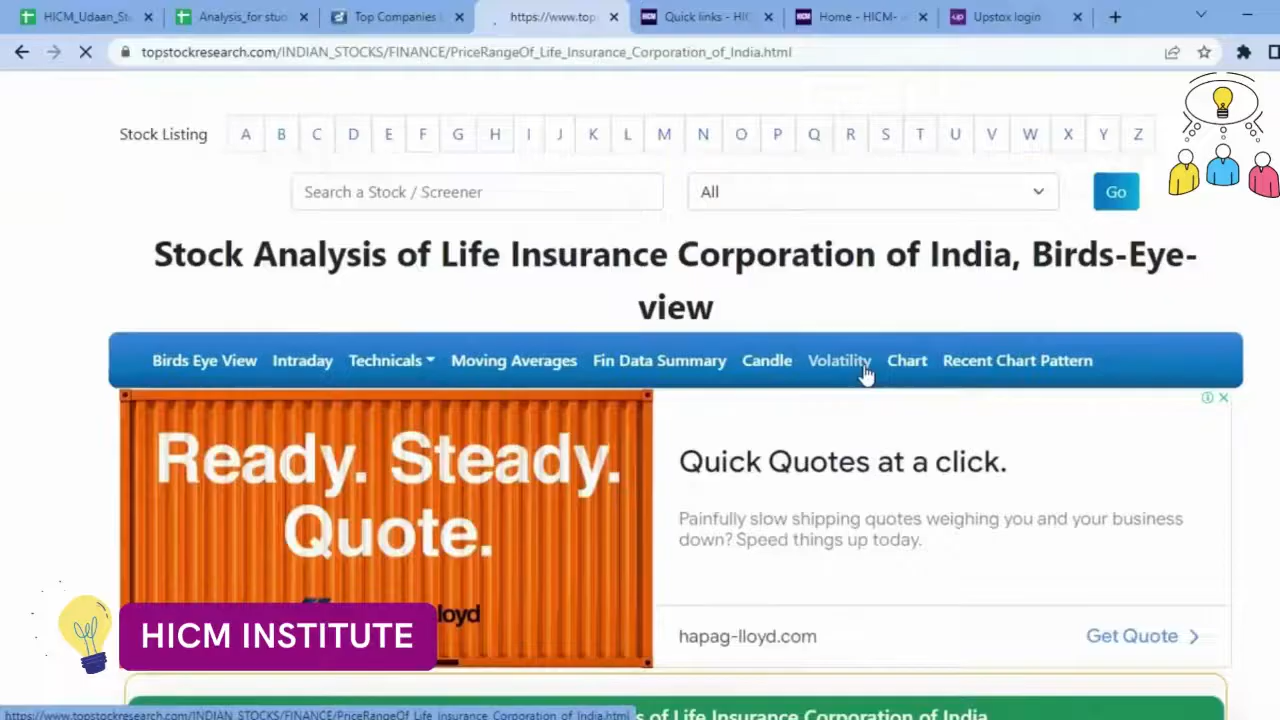 HICM_Udaan_St
Analysis_for stud
Top Companies i
https://www.top
Quick links - HIC
Home - HICM-
Upstox login
topstockresearch.com/INDIAN_STOCKS/FINANCE/PriceRangeOf_Life_Insurance_Corporation_of_India.html
Stock Listing A B C D E F G H I J K L M N O P Q R S T U V W X Y Z
Search a Stock / Screener
All
Go
Stock Analysis of Life Insurance Corporation of India, Birds-Eye-
view
Birds Eye View Intraday Technicals Moving Averages Fin Data Summary Candle Volatility Chart Recent Chart Pattern
Ready. Steady.
Quote.
Quick Quotes at a click.
Painfully slow shipping quotes weighing you and your business
down? Speed things up today.
lloyd
hapag-lloyd.com
Get Quote
HICM INSTITUTE
https://www.topstockresearch.com/INDIAN_STOCKS/FINANCE/PriceRangeOf_Life_Insurance_Corporation_of_India.html
s of Life Insurance Corporation of India